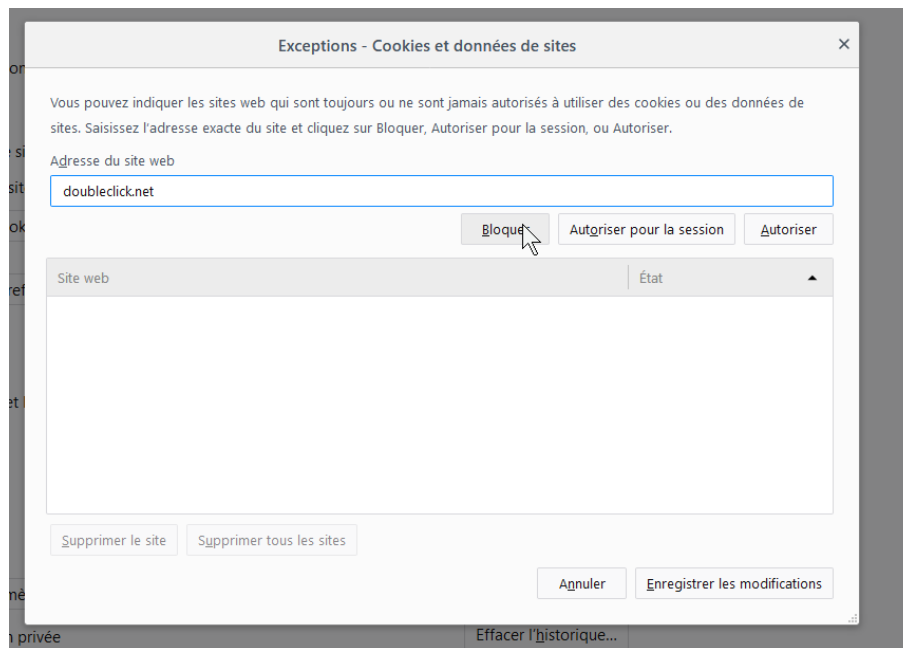 Exceptions - Cookies et données de sites
Vous pouvez indiquer les sites web qui sont toujours ou ne sont jamais autorisés à utiliser des cookies ou des données de
sites. Saisissez l'adresse exacte du site et cliquez sur Bloquer, Autoriser pour la session, ou Autoriser.
Adresse du site web
doubleclick.net
Bloquer Autoriser pour la session Autoriser
Site web État
Supprimer le site Supprimer tous les sites
Annuler Enregistrer les modifications
privée Effacer l'historique...